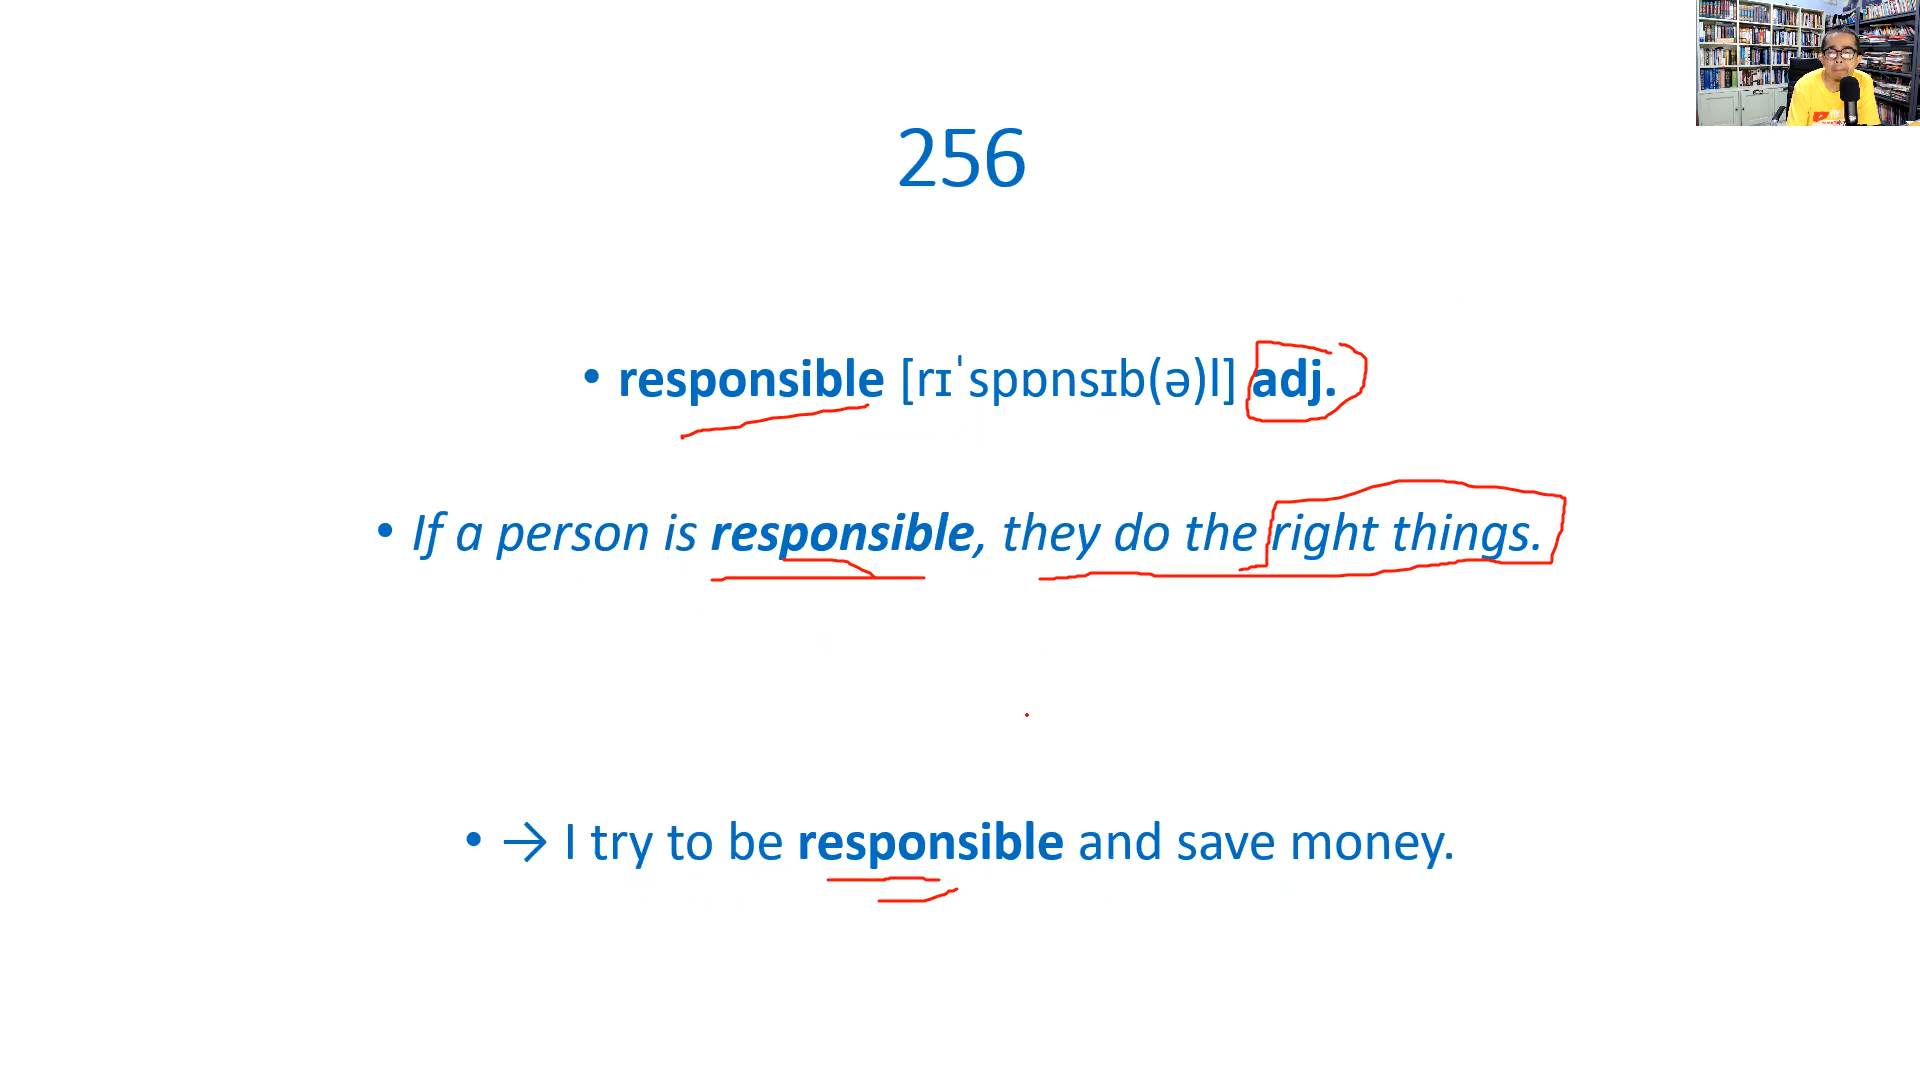 256
• responsible [rɪˈspɒnsɪb(ə)l] adj.
• If a person is responsible, they do the right things.
• → I try to be responsible and save money.